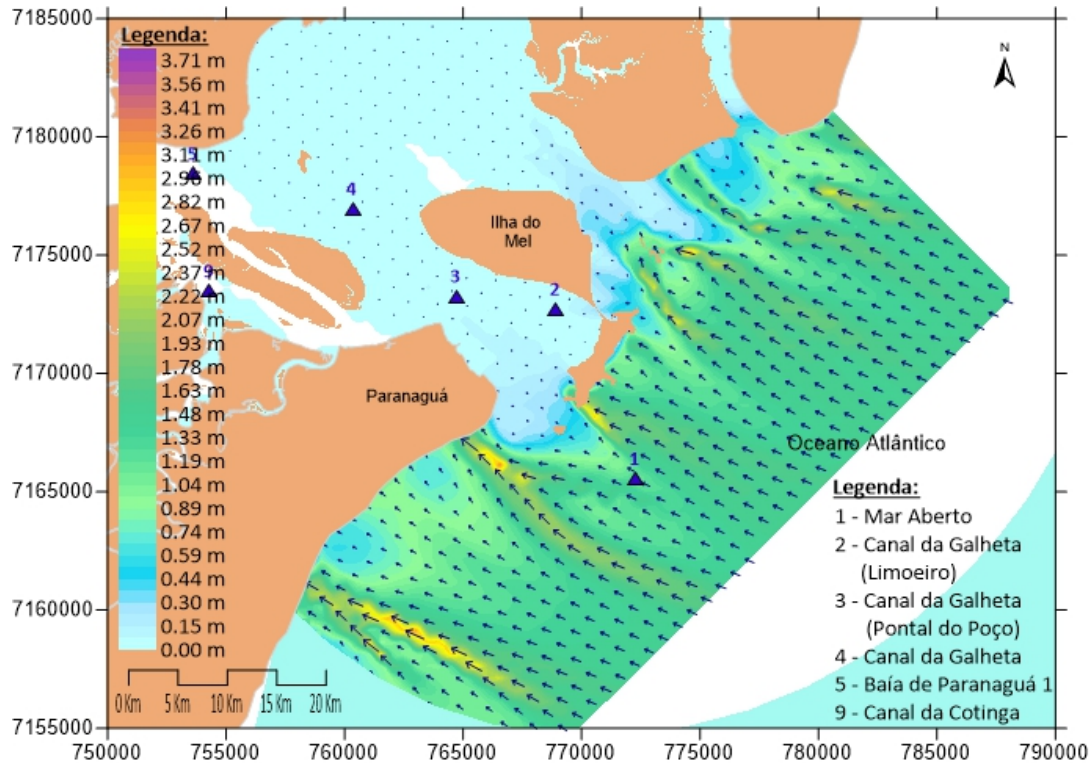 7185000
7180000
7175000
7170000
7165000
7160000
7155000
Legenda:
3.71 m
3.56 m
3.41 m
3.26 m
3.11 m
2.96 m
2.82 m
2.67 m
2.52 m
2.37 m
2.22 m
2.07 m
1.93 m
1.78 m
1.63 m
1.48 m
1.33 m
1.19 m
1.04 m
0.89 m
0.74 m
0.59 m
0.44 m
0.30 m
0.15 m
0.00 m
0 Km 5 Km 10 Km 15 Km 20 Km
N
5
4
9
3
2
1
Ilha do
Mel
Paranaguá
Oceano Atlântico
Legenda:
1 - Mar Aberto
2 - Canal da Galheta
(Limoeiro)
3 - Canal da Galheta
(Pontal do Poço)
4 - Canal da Galheta
5 - Baía de Paranaguá 1
9 - Canal da Cotinga
750000 755000 760000 765000 770000 775000 780000 785000 790000